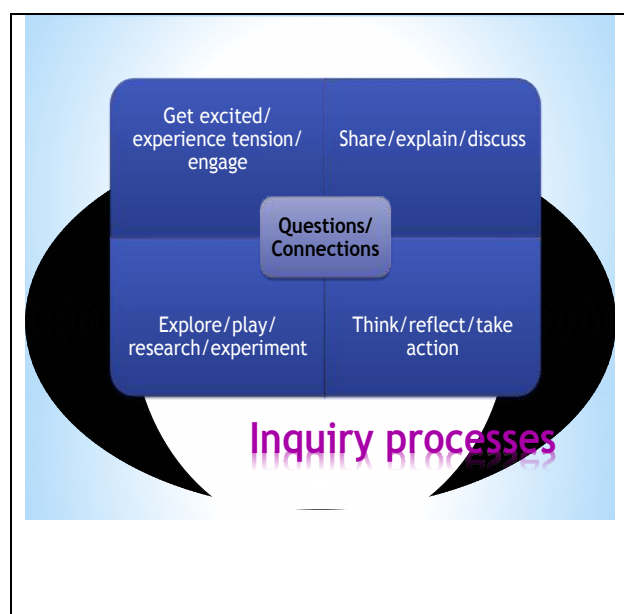 Get excited/
experience tension/
engage
Share/explain/discuss
Questions/
Connections
Explore/play/
research/experiment
Think/reflect/take
action
Inquiry processes